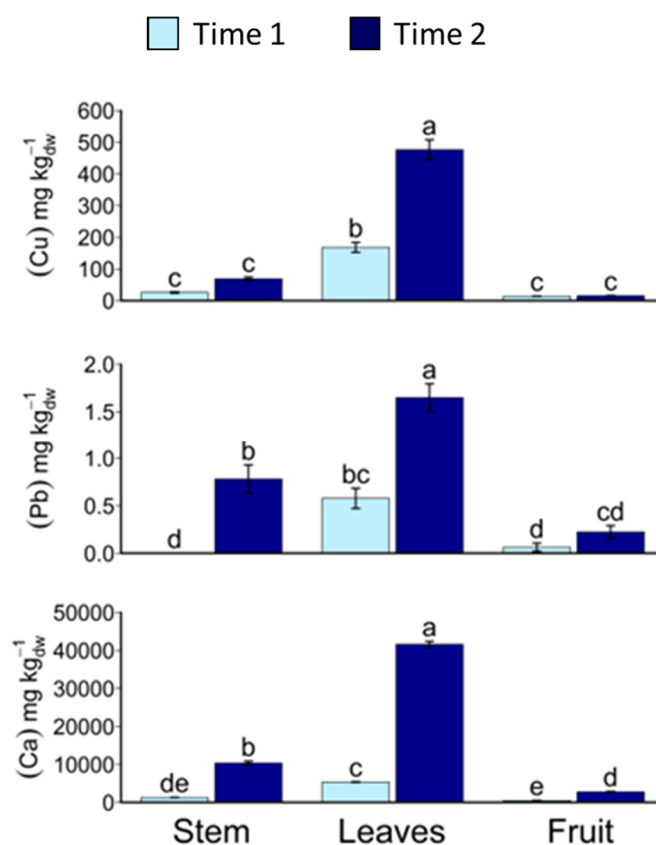 Time 1 Time 2
(Cu) mg kg⁻¹dw
600
500
400
300
200
100
0
c c b a c c
(Pb) mg kg⁻¹dw
2.0
1.5
1.0
0.5
0.0
d b bc a d cd
(Ca) mg kg⁻¹dw
50000
40000
30000
20000
10000
0
de b c a e d
Stem Leaves Fruit